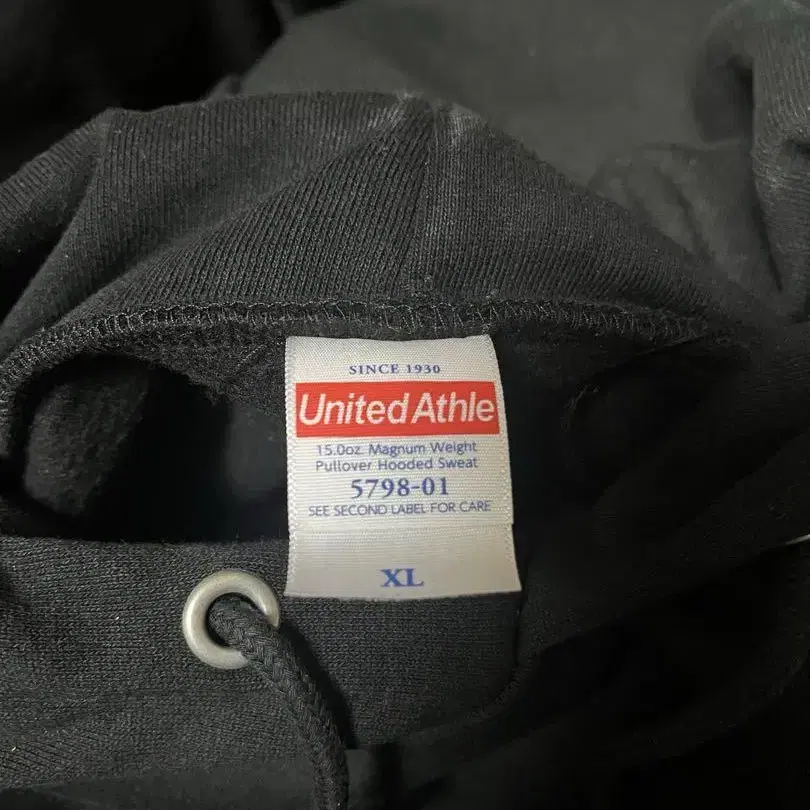 SINCE 1930
United Athle
15.0oz. Magnum Weight
Pullover Hooded Sweat
5798-01
SEE SECOND LABEL FOR CARE
XL